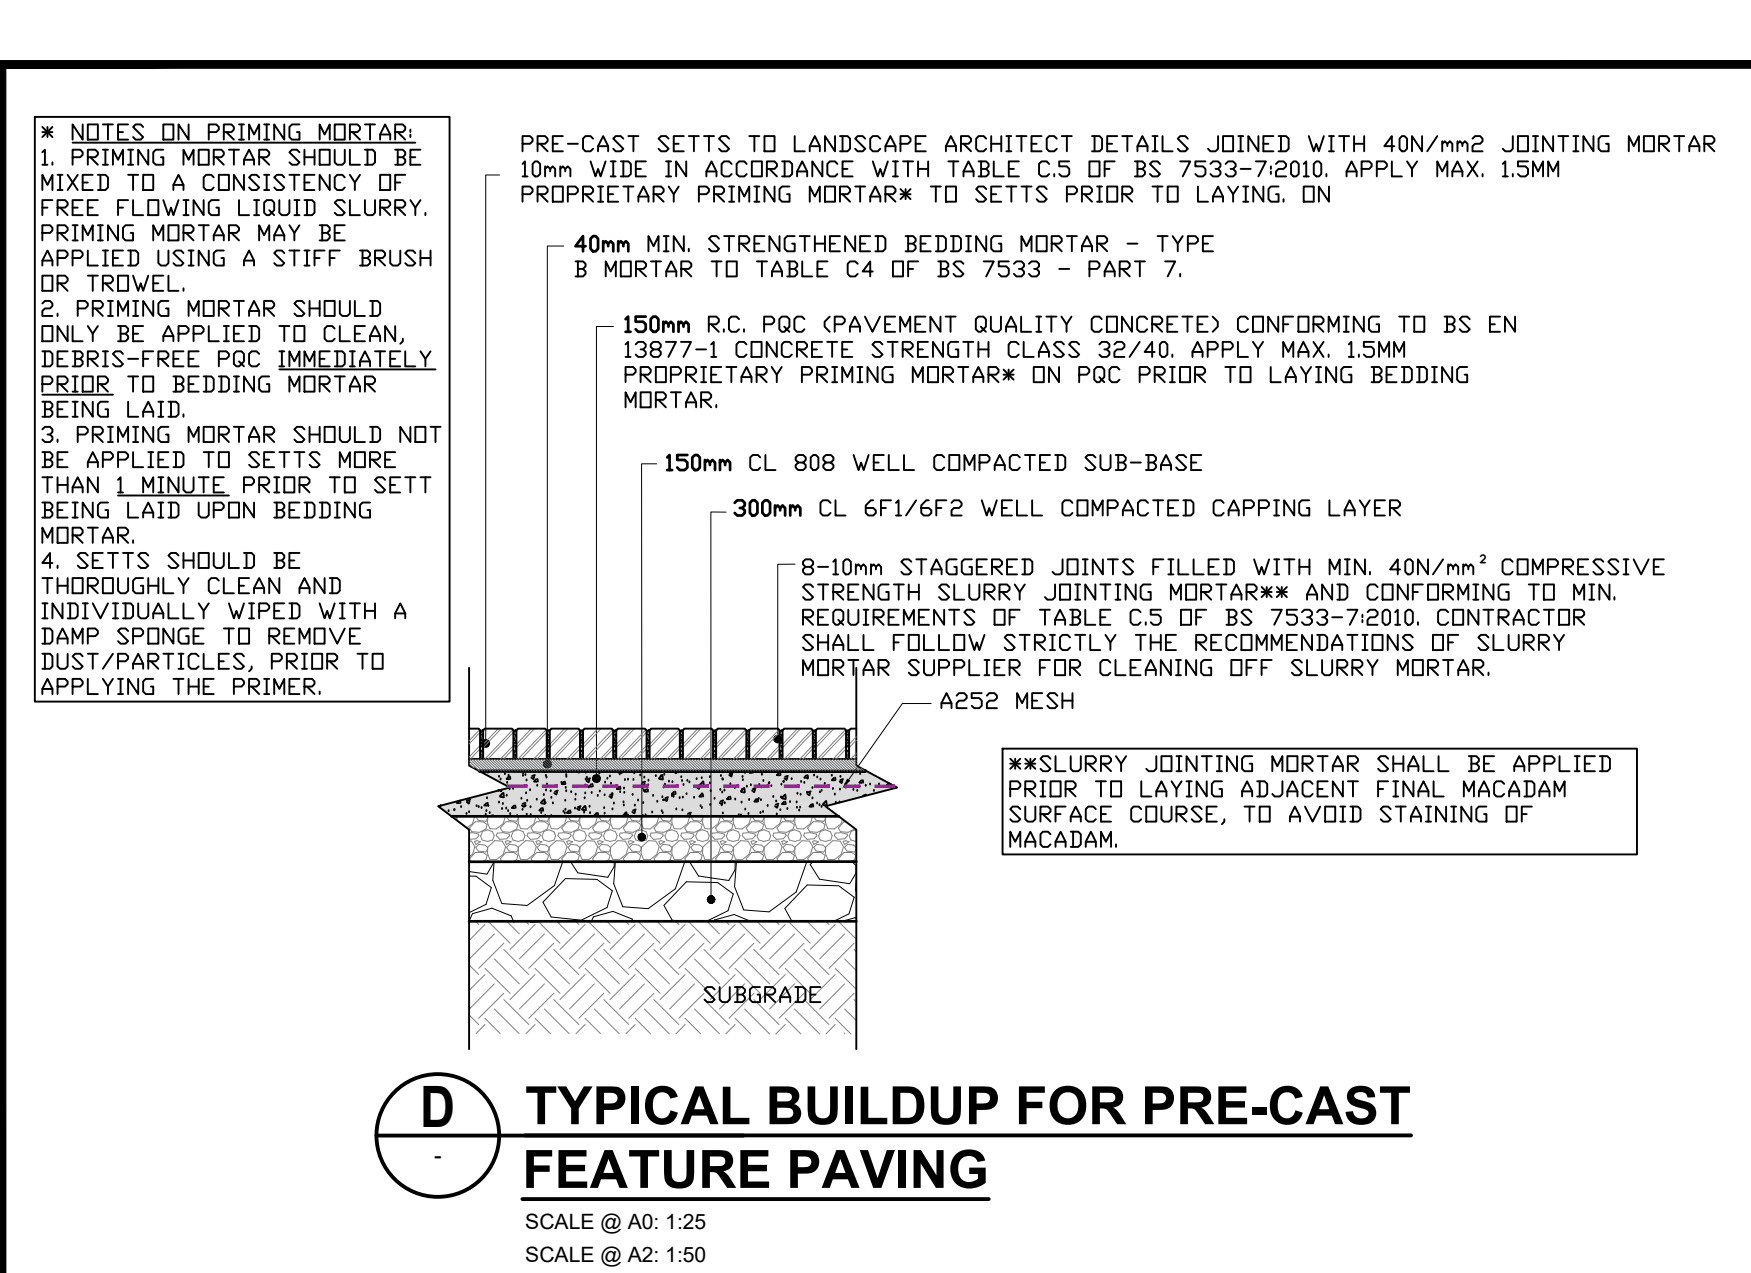 * NOTES ON PRIMING MORTAR:
1. PRIMING MORTAR SHOULD BE
MIXED TO A CONSISTENCY OF
FREE FLOWING LIQUID SLURRY.
PRIMING MORTAR MAY BE
APPLIED USING A STIFF BRUSH
OR TROWEL.
2. PRIMING MORTAR SHOULD
ONLY BE APPLIED TO CLEAN,
DEBRIS-FREE PQC IMMEDIATELY
PRIOR TO BEDDING MORTAR
BEING LAID.
3. PRIMING MORTAR SHOULD NOT
BE APPLIED TO SETTS MORE
THAN 1 MINUTE PRIOR TO SETT
BEING LAID UPON BEDDING
MORTAR.
4. SETTS SHOULD BE
THOROUGHLY CLEAN AND
INDIVIDUALLY WIPED WITH A
DAMP SPONGE TO REMOVE
DUST/PARTICLES, PRIOR TO
APPLYING THE PRIMER.
PRE-CAST SETTS TO LANDSCAPE ARCHITECT DETAILS JOINED WITH 40N/mm2 JOINTING MORTAR
10mm WIDE IN ACCORDANCE WITH TABLE C.5 OF BS 7533-7:2010. APPLY MAX. 1.5MM
PROPRIETARY PRIMING MORTAR* TO SETTS PRIOR TO LAYING. ON
40mm MIN. STRENGTHENED BEDDING MORTAR - TYPE
B MORTAR TO TABLE C4 OF BS 7533 - PART 7.
150mm R.C. PQC (PAVEMENT QUALITY CONCRETE) CONFORMING TO BS EN
13877-1 CONCRETE STRENGTH CLASS 32/40. APPLY MAX. 1.5MM
PROPRIETARY PRIMING MORTAR* ON PQC PRIOR TO LAYING BEDDING
MORTAR.
150mm CL 808 WELL COMPACTED SUB-BASE
300mm CL 6F1/6F2 WELL COMPACTED CAPPING LAYER
8-10mm STAGGERED JOINTS FILLED WITH MIN. 40N/mm² COMPRESSIVE
STRENGTH SLURRY JOINTING MORTAR** AND CONFORMING TO MIN.
REQUIREMENTS OF TABLE C.5 OF BS 7533-7:2010. CONTRACTOR
SHALL FOLLOW STRICTLY THE RECOMMENDATIONS OF SLURRY
MORTAR SUPPLIER FOR CLEANING OFF SLURRY MORTAR.
A252 MESH
**SLURRY JOINTING MORTAR SHALL BE APPLIED
PRIOR TO LAYING ADJACENT FINAL MACADAM
SURFACE COURSE, TO AVOID STAINING OF
MACADAM.
SUBGRADE
D
-
TYPICAL BUILDUP FOR PRE-CAST
FEATURE PAVING
SCALE @ A0: 1:25
SCALE @ A2: 1:50